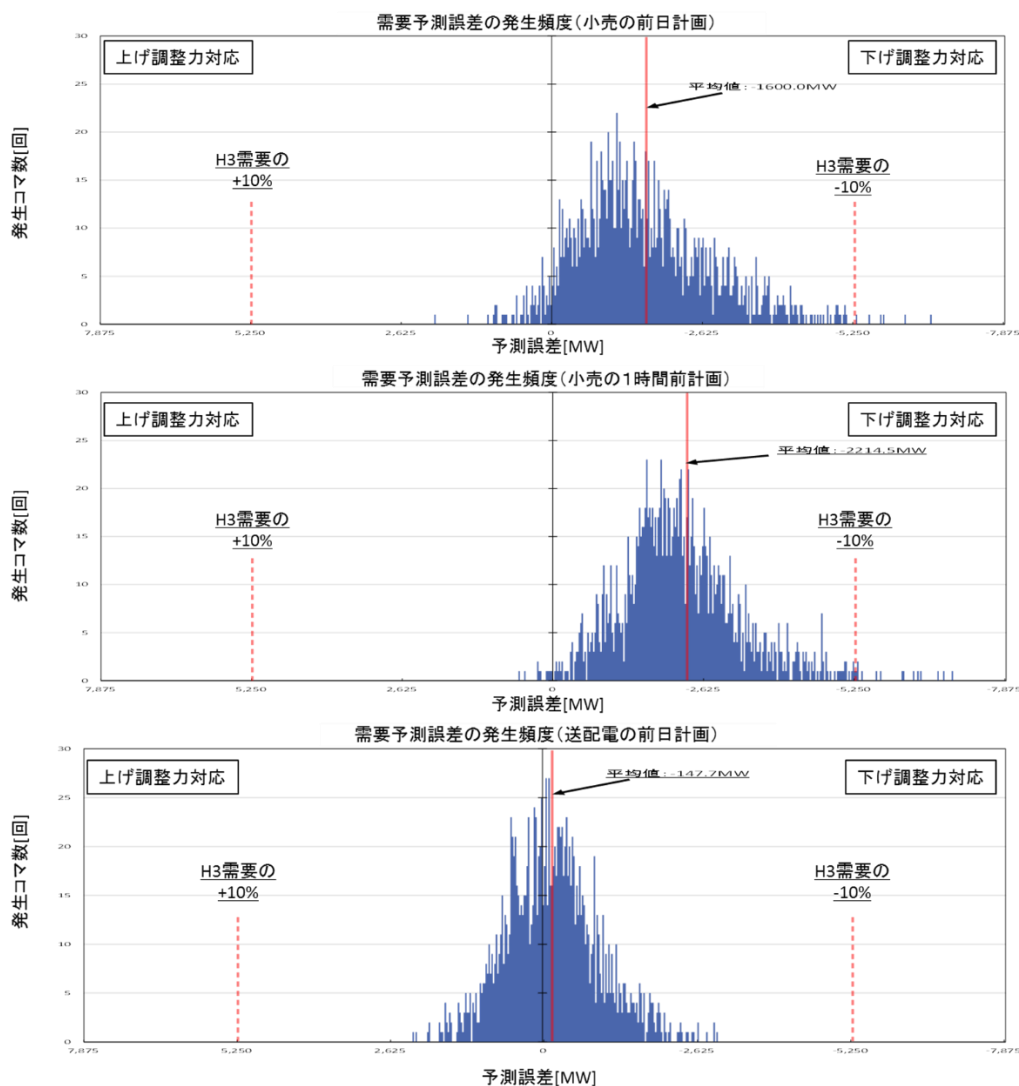 需要予測誤差の発生頻度(小売の前日計画)
30
上げ調整力対応
下げ調整力対応
25
平均値:-1600.0MW
20
H3需要の
+10%
H3需要の
-10%
発生コマ数[回]
15
10
5
0
7,875
5,250
2,625
0
-2,625
-5,250
-7,875
予測誤差[MW]
需要予測誤差の発生頻度(小売の1時間前計画)
30
上げ調整力対応
下げ調整力対応
25
平均値:-2214.5MW
20
H3需要の
+10%
H3需要の
-10%
発生コマ数[回]
15
10
5
0
7,875
5,250
2,625
0
-2,625
-5,250
-7,875
予測誤差[MW]
需要予測誤差の発生頻度(送配電の前日計画)
30
上げ調整力対応
下げ調整力対応
平均値:-147.7MW
25
20
H3需要の
+10%
H3需要の
-10%
発生コマ数[回]
15
10
5
0
7,875
5,250
2,625
0
-2,625
-5,250
-7,875
予測誤差[MW]